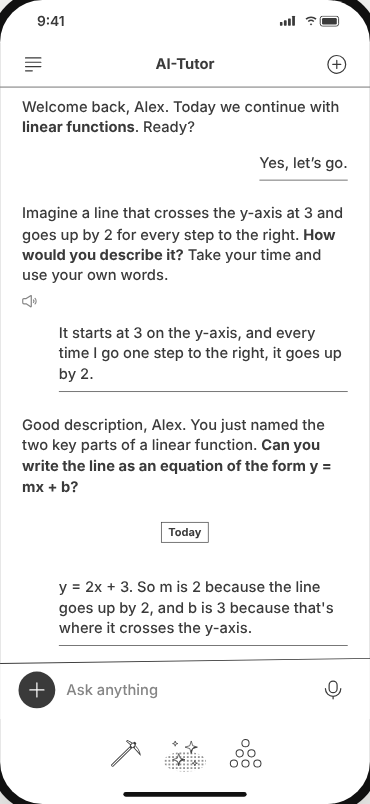 9:41
AI-Tutor
Welcome back, Alex. Today we continue with
linear functions. Ready?
Yes, let’s go.
Imagine a line that crosses the y-axis at 3 and
goes up by 2 for every step to the right. How
would you describe it? Take your time and
use your own words.
It starts at 3 on the y-axis, and every
time I go one step to the right, it goes up
by 2.
Good description, Alex. You just named the
two key parts of a linear function. Can you
write the line as an equation of the form y =
mx + b?
Today
y = 2x + 3. So m is 2 because the line
goes up by 2, and b is 3 because that's
where it crosses the y-axis.
Ask anything